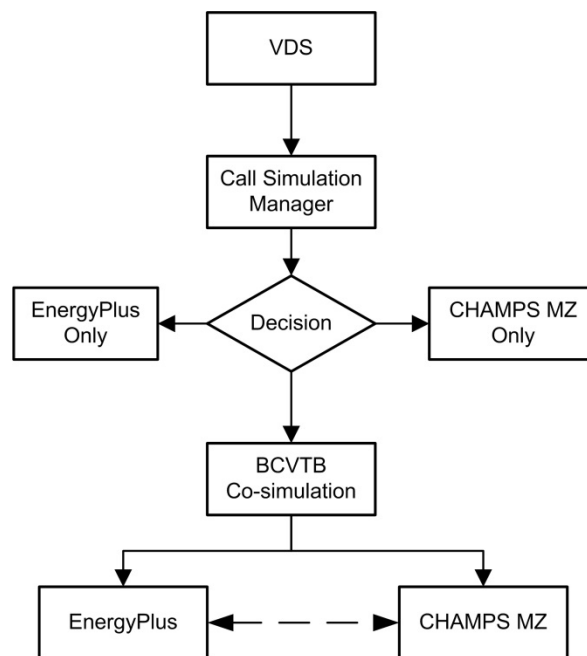 VDS
Call Simulation
Manager
EnergyPlus
Only
Decision
CHAMPS MZ
Only
BCVTB
Co-simulation
EnergyPlus
CHAMPS MZ